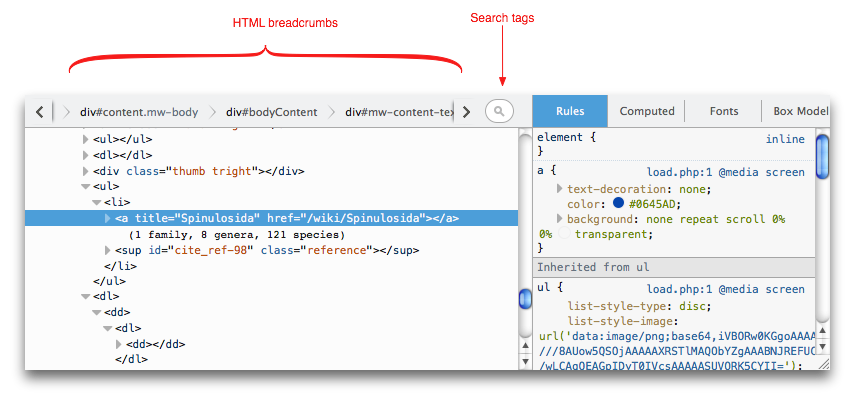 HTML breadcrumbs
Search tags
div#content.mw-body
div#bodyContent
div#mw-content-tex
Rules
Computed
Fonts
Box Model
<ul></ul>
<dl></dl>
<div class="thumb tright"></div>
<ul>
<li>
<a title="Spinulosida" href="/wiki/Spinulosida"></a>
(1 family, 8 genera, 121 species)
<sup id="cite_ref-98" class="reference"></sup>
</li>
</ul>
<dl>
<dd>
<dl>
<dd></dd>
</dl>
element { inline
}
a { load.php:1 @media screen
text-decoration: none;
color: #0645AD;
background: none repeat scroll 0%
0% transparent;
}
Inherited from ul
ul { load.php:1 @media screen
list-style-type: disc;
list-style-image:
url('data:image/png;base64,iVBORw0KGgoAAAA